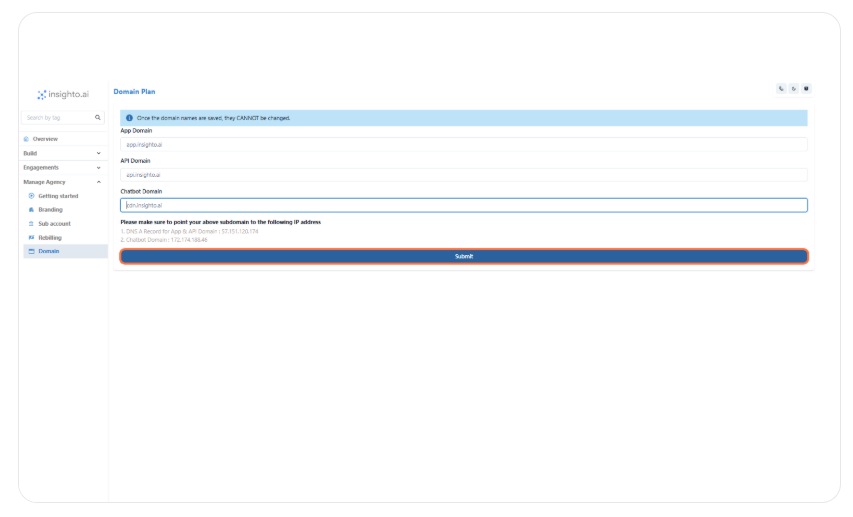 insighto.ai
Search by tag
Overview
Build
Engagements
Manage Agency
Getting started
Branding
Sub account
Rebilling
Domain
Domain Plan
Once the domain names are saved, they CANNOT be changed.
App Domain
app.insighto.ai
API Domain
api.insighto.ai
Chatbot Domain
cdn.insighto.ai
Please make sure to point your above subdomain to the following IP address
1. DNS A Record for App & API Domain : 57.151.120.174
2. Chatbot Domain : 172.174.188.46
Submit